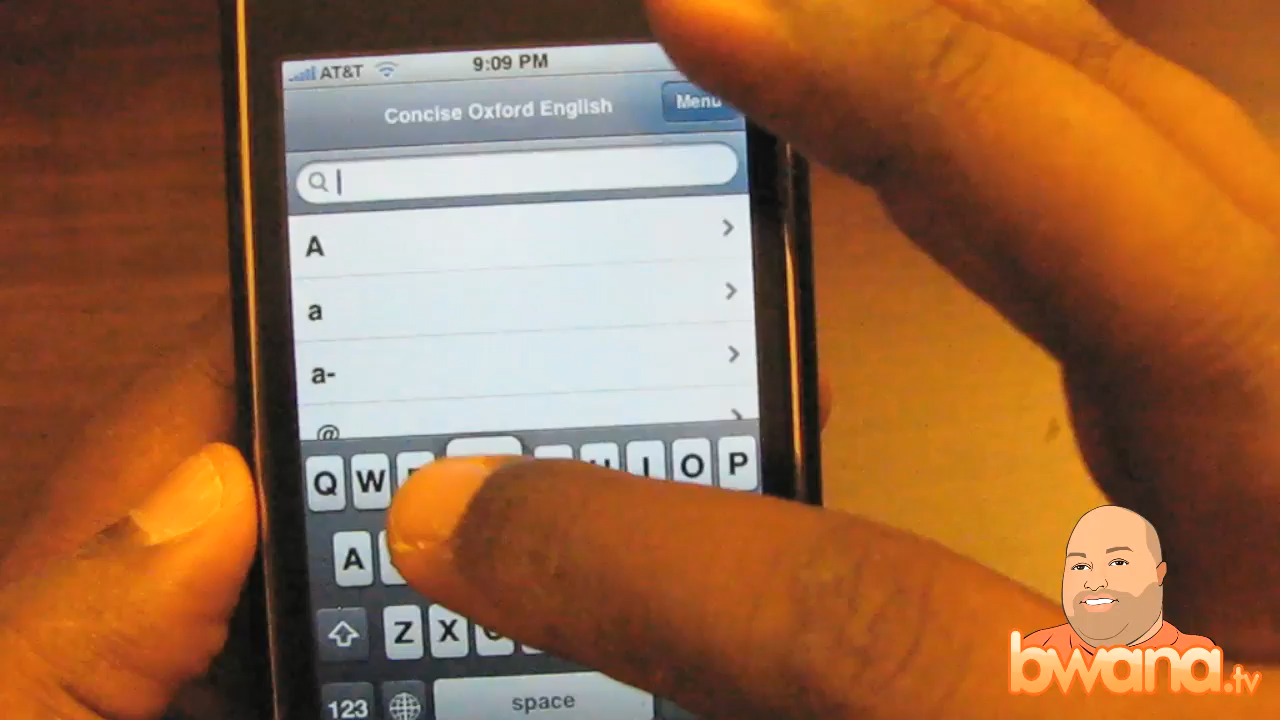 AT&T 9:09 PM
Concise Oxford English Menu
A
a
a-
@
Q W I O P
A
Z X
123 space
bwana.tv